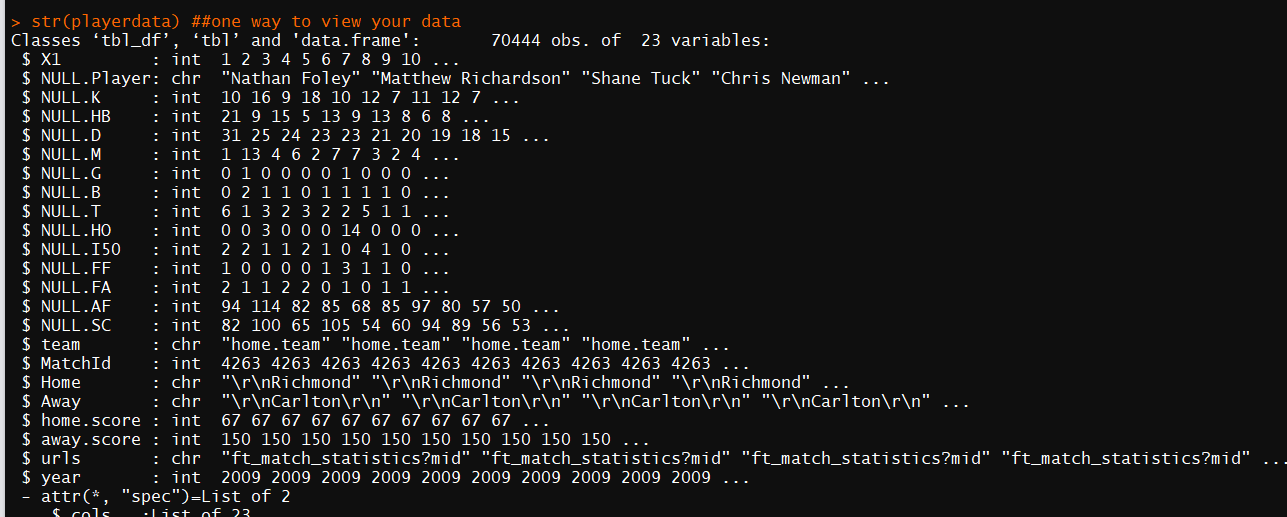 > str(playerdata) ##one way to view your data
Classes ‘tbl_df’, ‘tbl’ and 'data.frame':	70444 obs. of  23 variables:
 $ X1         : int  1 2 3 4 5 6 7 8 9 10 ...
 $ NULL.Player: chr  "Nathan Foley" "Matthew Richardson" "Shane Tuck" "Chris Newman" ...
 $ NULL.K     : int  10 16 9 18 10 12 7 11 12 7 ...
 $ NULL.HB    : int  21 9 15 5 13 9 13 8 6 8 ...
 $ NULL.D     : int  31 25 24 23 23 21 20 19 18 15 ...
 $ NULL.M     : int  1 13 4 6 2 7 7 3 2 4 ...
 $ NULL.G     : int  0 1 0 0 0 0 1 0 0 0 ...
 $ NULL.B     : int  0 2 1 1 0 1 1 1 1 0 ...
 $ NULL.T     : int  6 1 3 2 3 2 2 5 1 1 ...
 $ NULL.HO    : int  0 0 3 0 0 0 14 0 0 0 ...
 $ NULL.I50   : int  2 2 1 1 2 1 0 4 1 0 ...
 $ NULL.FF    : int  1 0 0 0 0 1 3 1 1 0 ...
 $ NULL.FA    : int  2 1 1 2 2 0 1 0 1 1 ...
 $ NULL.AF    : int  94 114 82 85 68 85 97 80 57 50 ...
 $ NULL.SC    : int  82 100 65 105 54 60 94 89 56 53 ...
 $ team       : chr  "home.team" "home.team" "home.team" "home.team" ...
 $ MatchId    : int  4263 4263 4263 4263 4263 4263 4263 4263 4263 4263 ...
 $ Home       : chr  "\r\nRichmond" "\r\nRichmond" "\r\nRichmond" "\r\nRichmond" ...
 $ Away       : chr  "\r\nCarlton\r\n" "\r\nCarlton\r\n" "\r\nCarlton\r\n" "\r\nCarlton\r\n" ...
 $ home.score : int  67 67 67 67 67 67 67 67 67 67 ...
 $ away.score : int  150 150 150 150 150 150 150 150 150 150 ...
 $ urls       : chr  "ft_match_statistics?mid" "ft_match_statistics?mid" "ft_match_statistics?mid" "ft_match_statistics?mid" ...
 $ year       : int  2009 2009 2009 2009 2009 2009 2009 2009 2009 2009 ...
 - attr(*, "spec")=List of 2
  $ cols   :List of 23